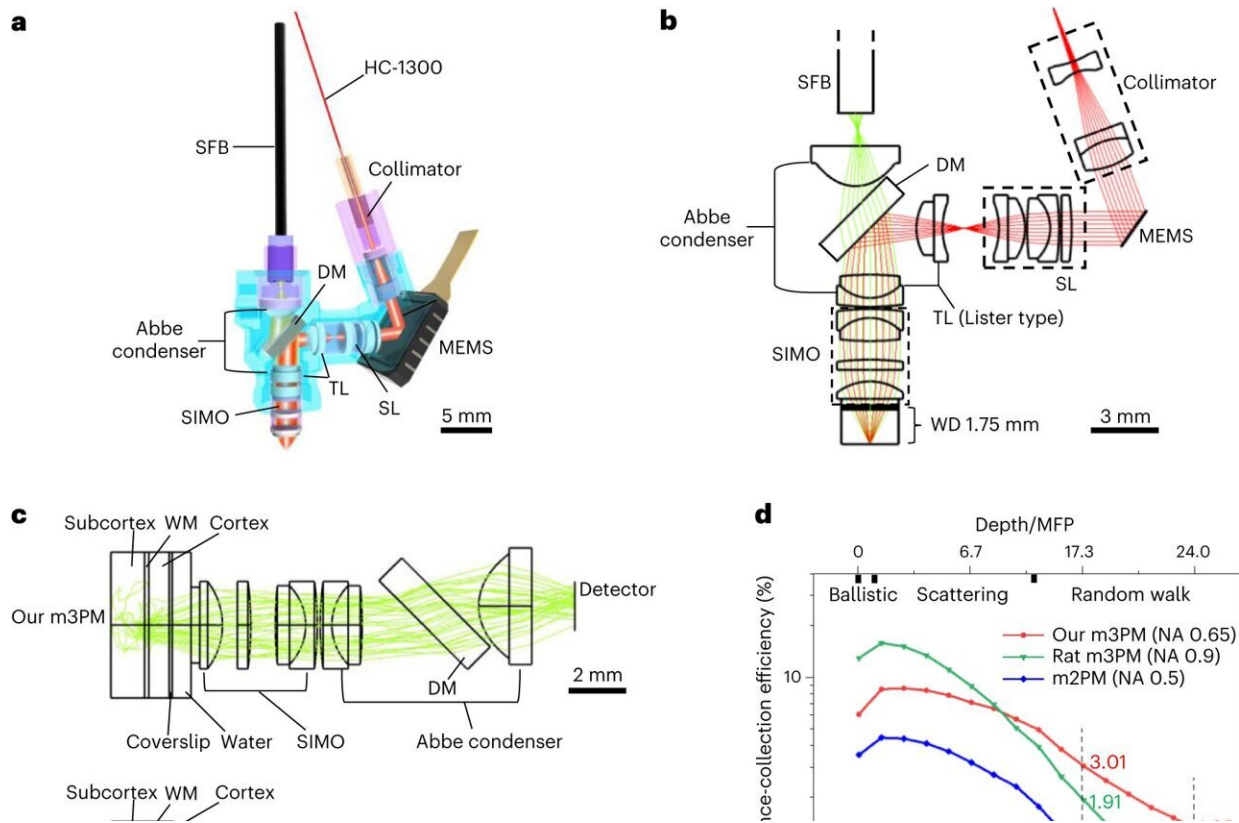 a
HC-1300
SFB
Collimator
DM
Abbe
condenser
MEMS
TL
SL
SIMO
5 mm
b
SFB
Collimator
DM
Abbe
condenser
MEMS
SL
TL (Lister type)
SIMO
WD 1.75 mm
3 mm
c
Subcortex WM Cortex
Our m3PM
Detector
DM
2 mm
Coverslip Water SIMO Abbe condenser
Subcortex WM Cortex
d
Depth/MFP
0 6.7 17.3 24.0
Ballistic Scattering Random walk
Our m3PM (NA 0.65)
Rat m3PM (NA 0.9)
m2PM (NA 0.5)
10
nce-collection efficiency (%)
3.01
1.91